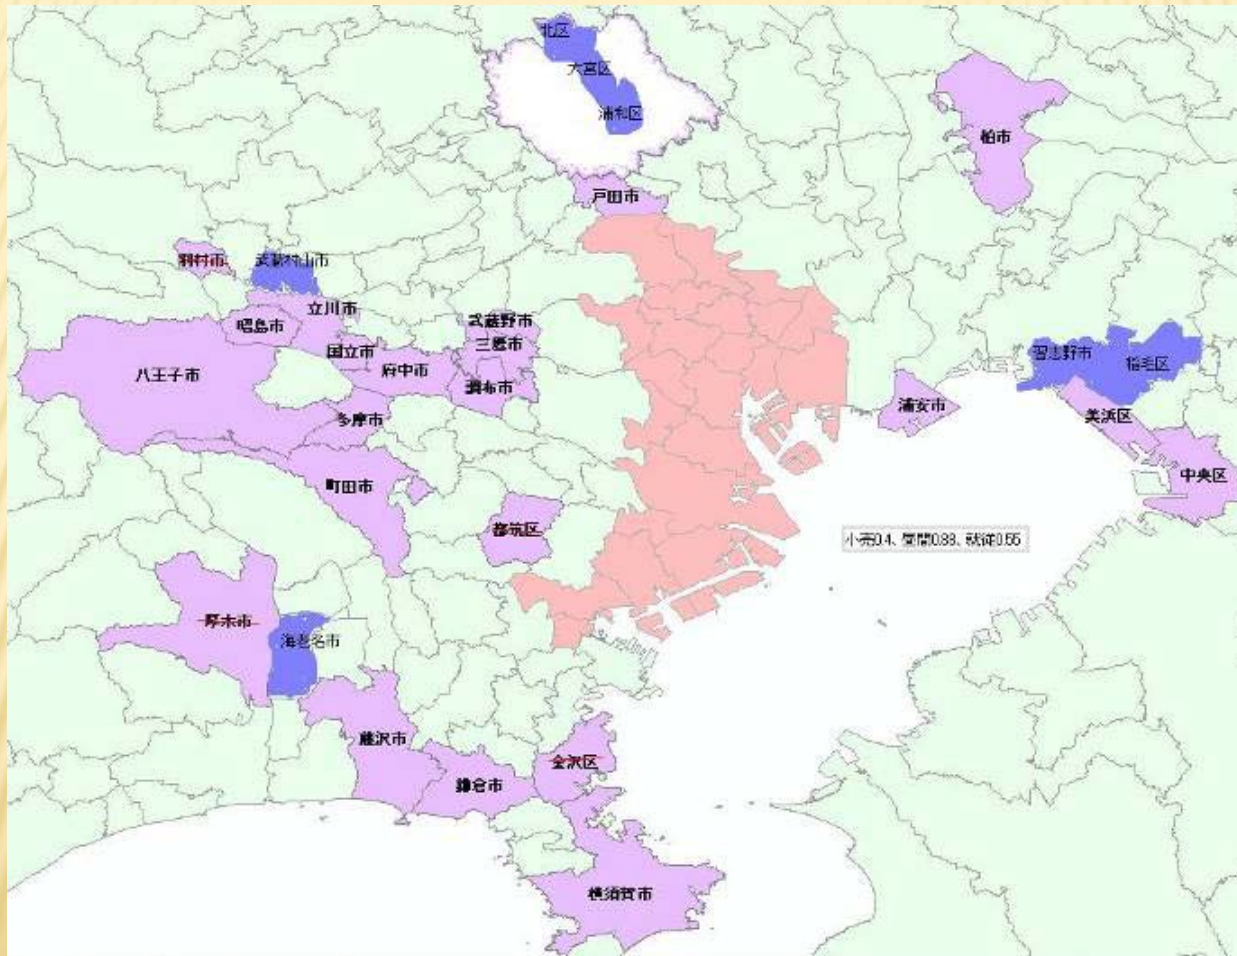 北区
大宮区
浦和区
柏市
戸田市
羽村市
武蔵村山市
立川市
昭島市
武蔵野市
三鷹市
国立市
府中市
調布市
八王子市
多摩市
町田市
都筑区
浦安市
習志野市
稲毛区
美浜区
中央区
小売0.4、昼間0.88、就従0.55
厚木市
海老名市
藤沢市
鎌倉市
金沢区
横須賀市